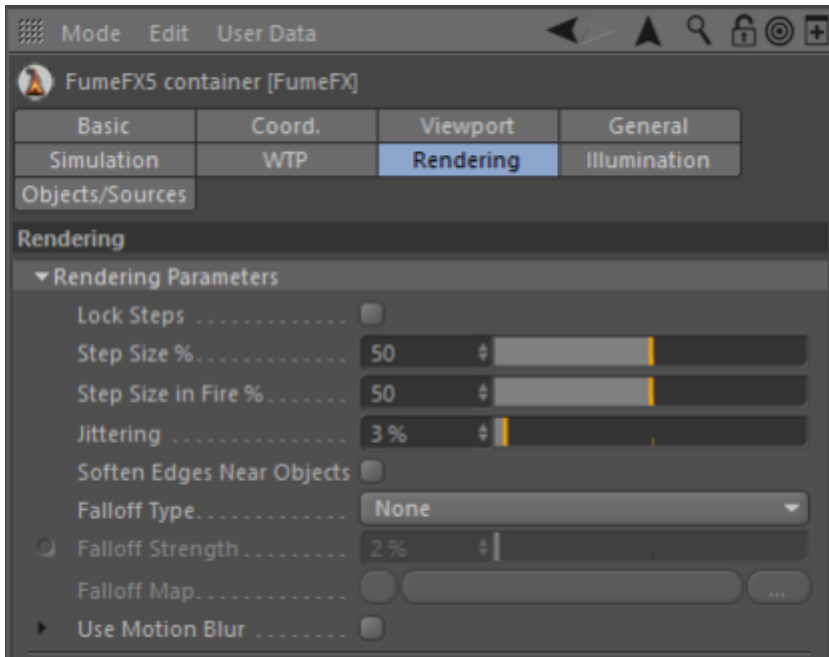 Mode Edit User Data
FumeFX5 container [FumeFX]
Basic Coord. Viewport General
Simulation WTP Rendering Illumination
Objects/Sources
Rendering
Rendering Parameters
Lock Steps
Step Size % 50
Step Size in Fire % 50
Jittering 3 %
Soften Edges Near Objects
Falloff Type None
Falloff Strength 2 %
Falloff Map ...
Use Motion Blur